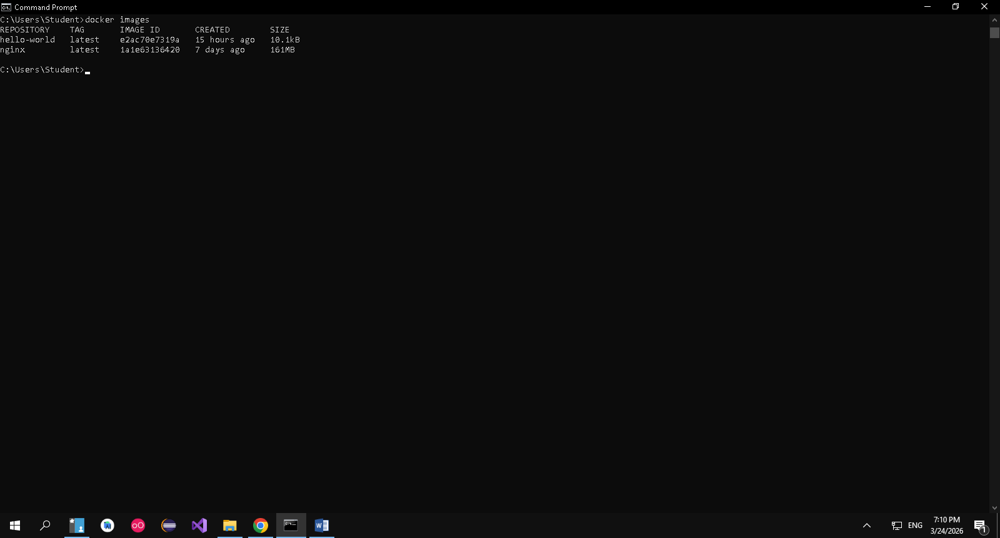 Command Prompt
C:\Users\Student>docker images
REPOSITORY    TAG       IMAGE ID       CREATED        SIZE
hello-world   latest    e2ac70e7319a   15 hours ago   10.1kB
nginx         latest    1a1e63136420   7 days ago     161MB
C:\Users\Student>
ENG
7:10 PM
3/24/2026
1